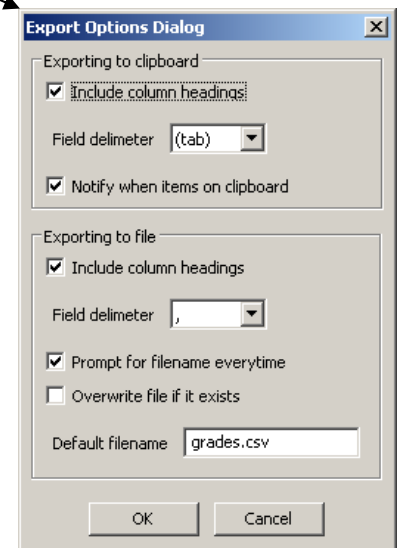 Export Options Dialog
Exporting to clipboard
Include column headings
Field delimeter (tab)
Notify when items on clipboard
Exporting to file
Include column headings
Field delimeter ,
Prompt for filename everytime
Overwrite file if it exists
Default filename grades.csv
OK Cancel